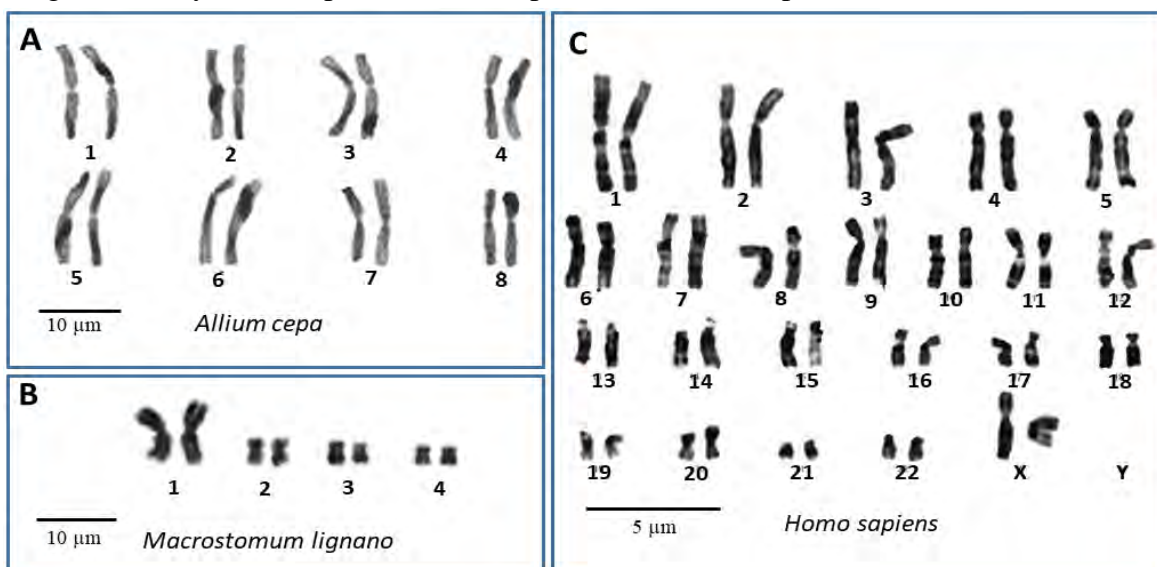 A
1 2 3 4
5 6 7 8
10 µm
Allium cepa
B
1 2 3 4
10 µm
Macrostomum lignano
C
1 2 3 4 5
6 7 8 9 10 11 12
13 14 15 16 17 18
19 20 21 22 X Y
5 µm
Homo sapiens